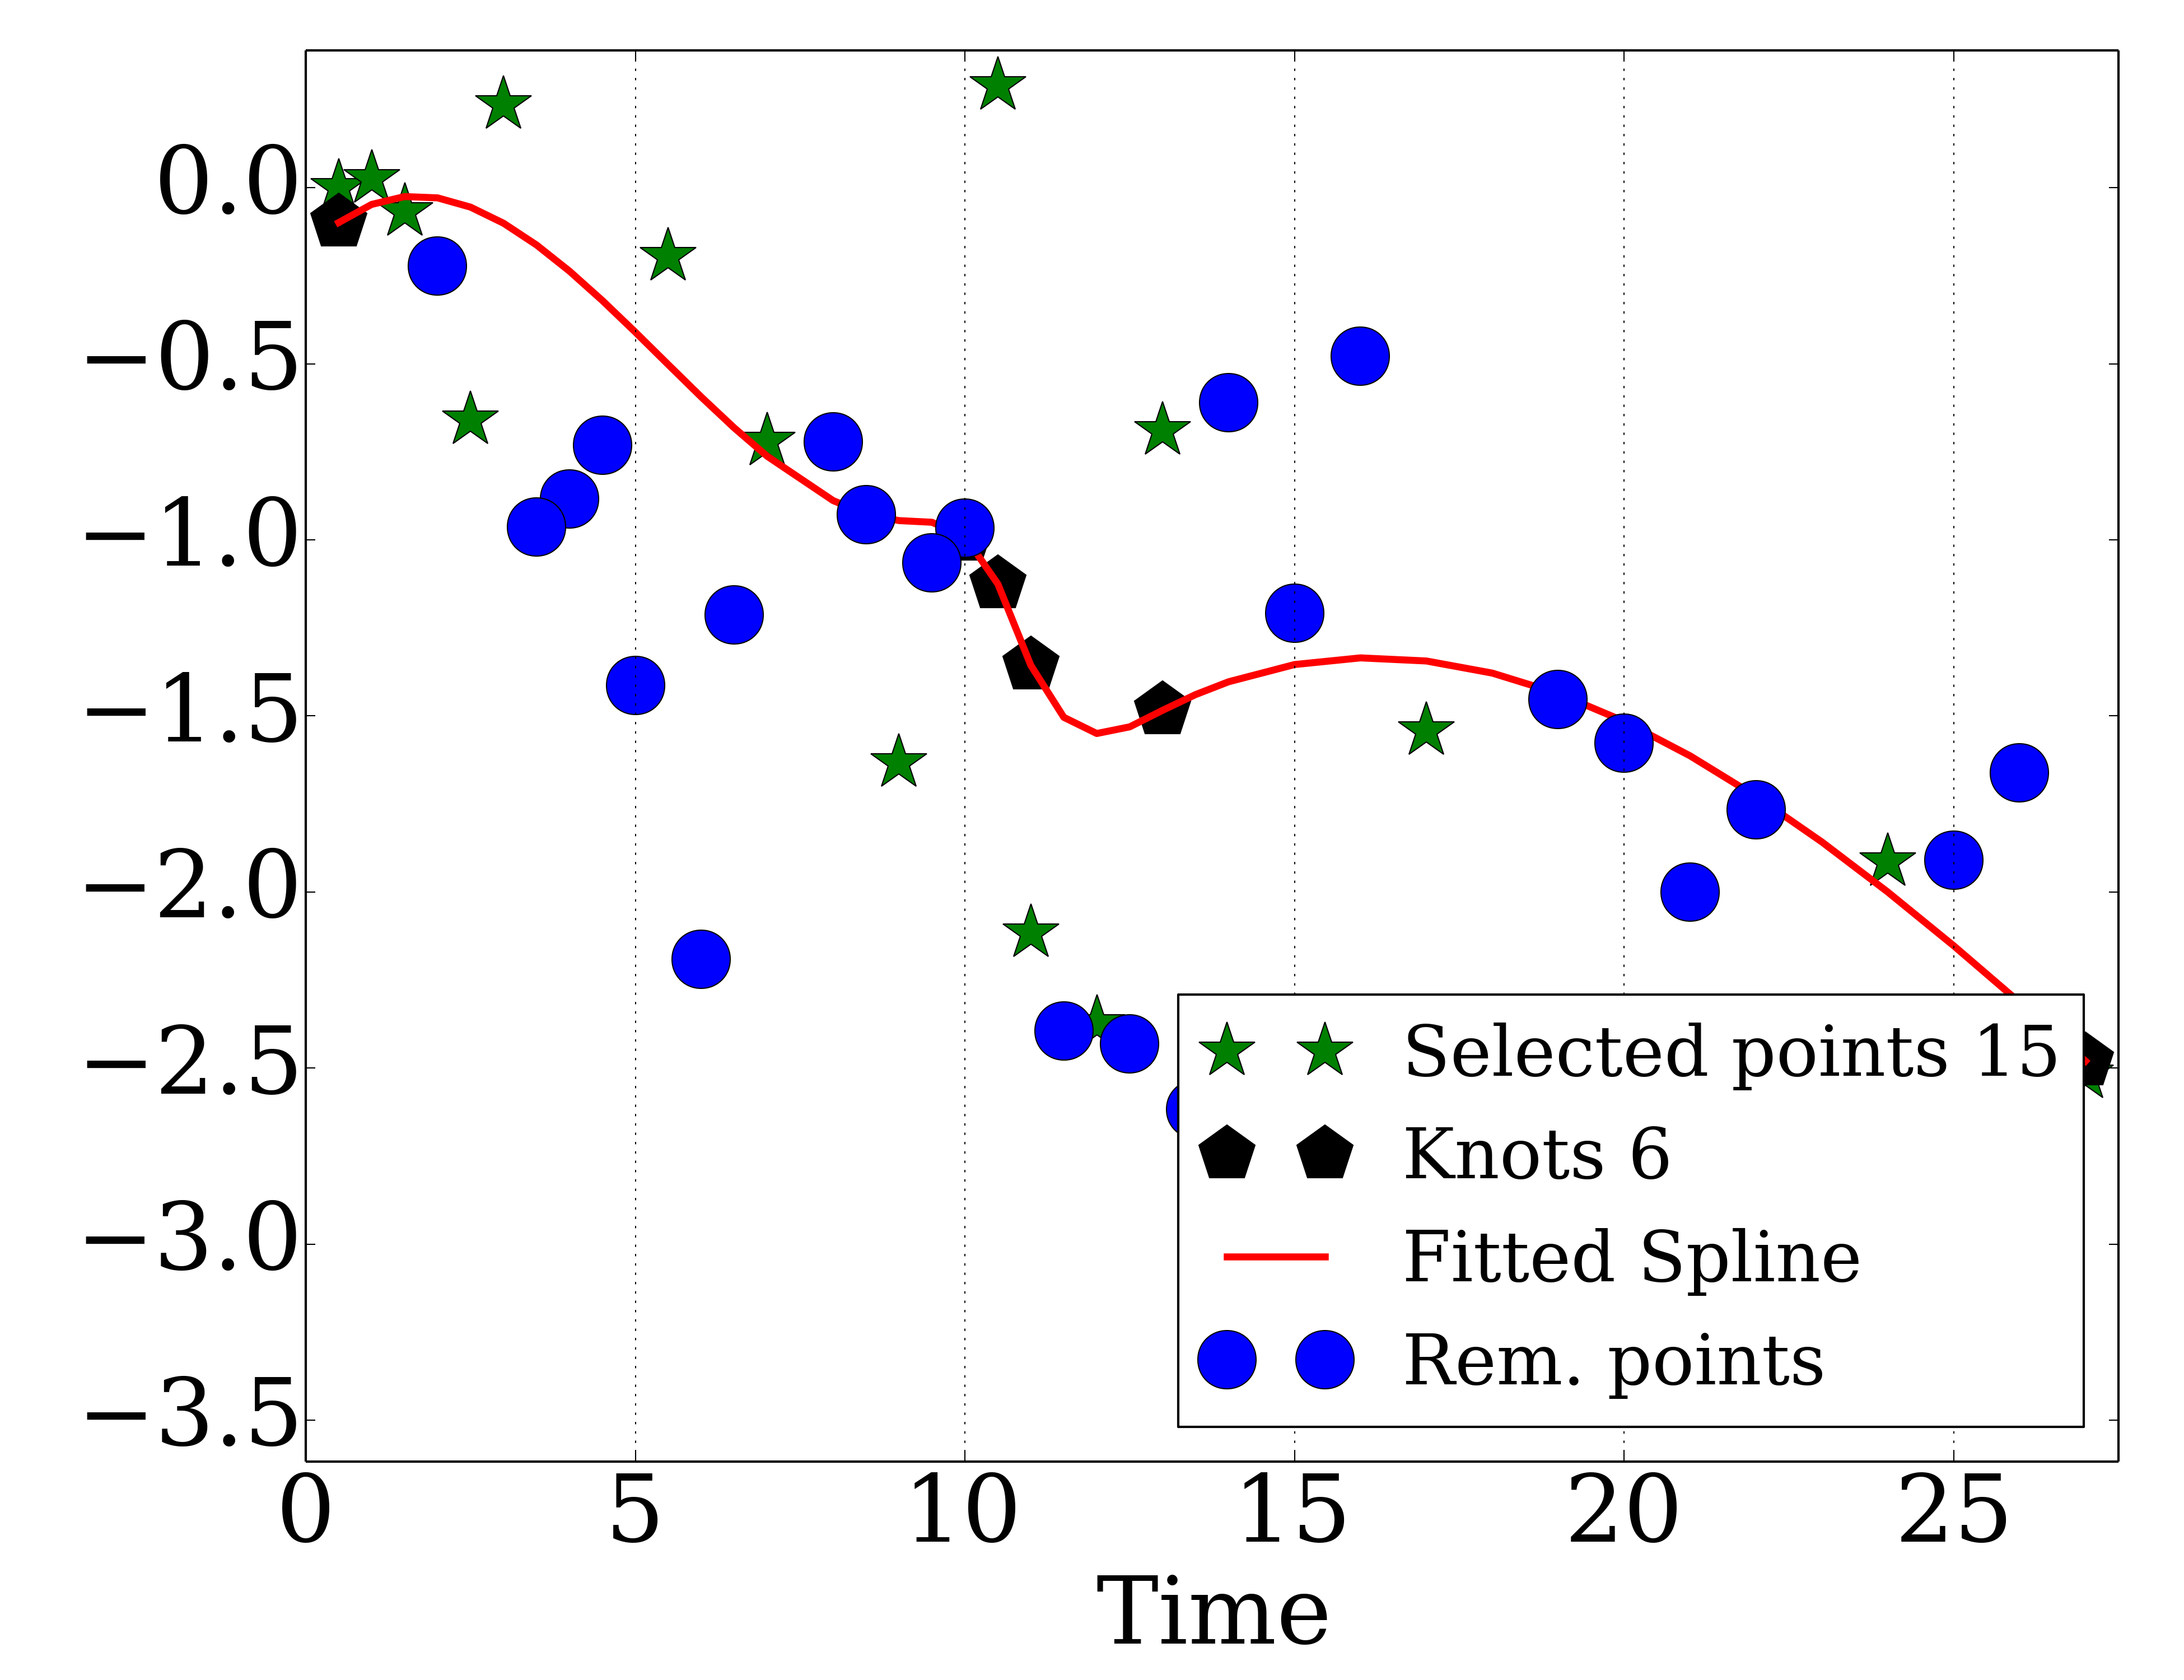 0.0
−0.5
−1.0
−1.5
−2.0
−2.5
−3.0
−3.5
0 5 10 15 20 25
Time
Selected points 15
Knots 6
Fitted Spline
Rem. points